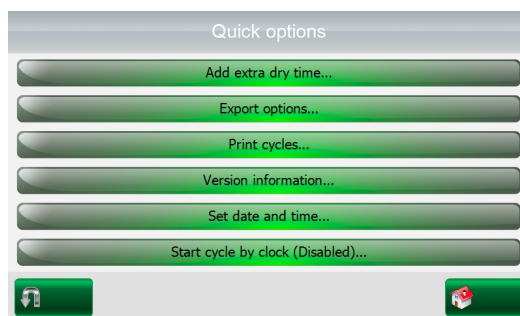 Quick options
Add extra dry time...
Export options...
Print cycles...
Version information...
Set date and time...
Start cycle by clock (Disabled)...